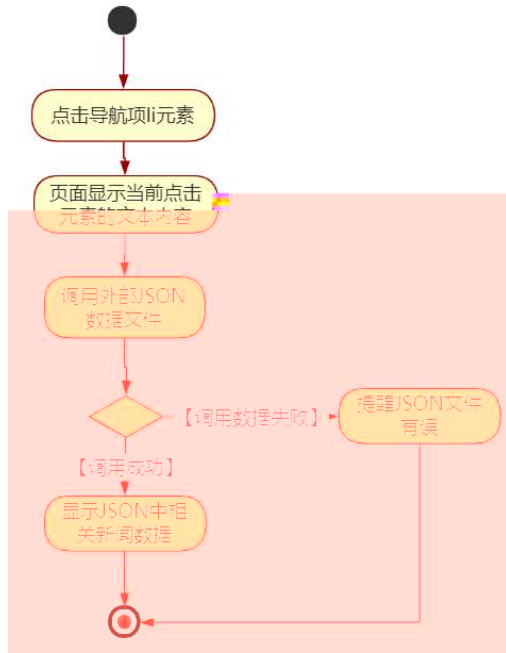 点击导航项li元素
页面显示当前点击
元素的文本内容
调用外部JSON
数据文件
【调用数据失败】
提醒JSON文件
有误
【调用成功】
显示JSON中相
关新闻数据